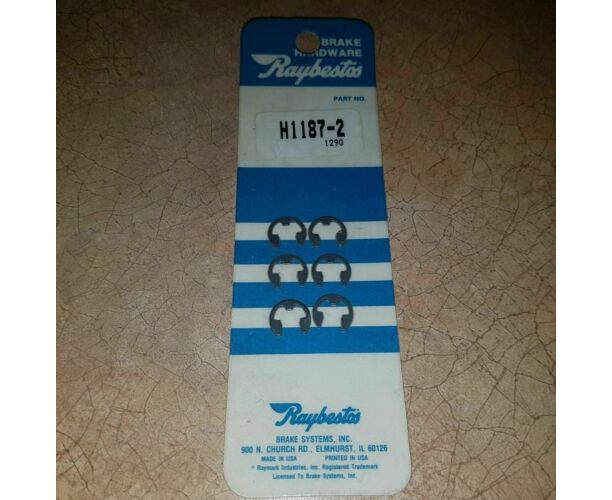 BRAKE
HARDWARE
Raybestos
PART NO.
H1187-2
1290
Raybestos
BRAKE SYSTEMS, INC.
900 N. CHURCH RD., ELMHURST, IL 60126
MADE IN USA PRINTED IN USA
® Raymark Industries, Inc. Registered Trademark
Licensed To Brake Systems, Inc.